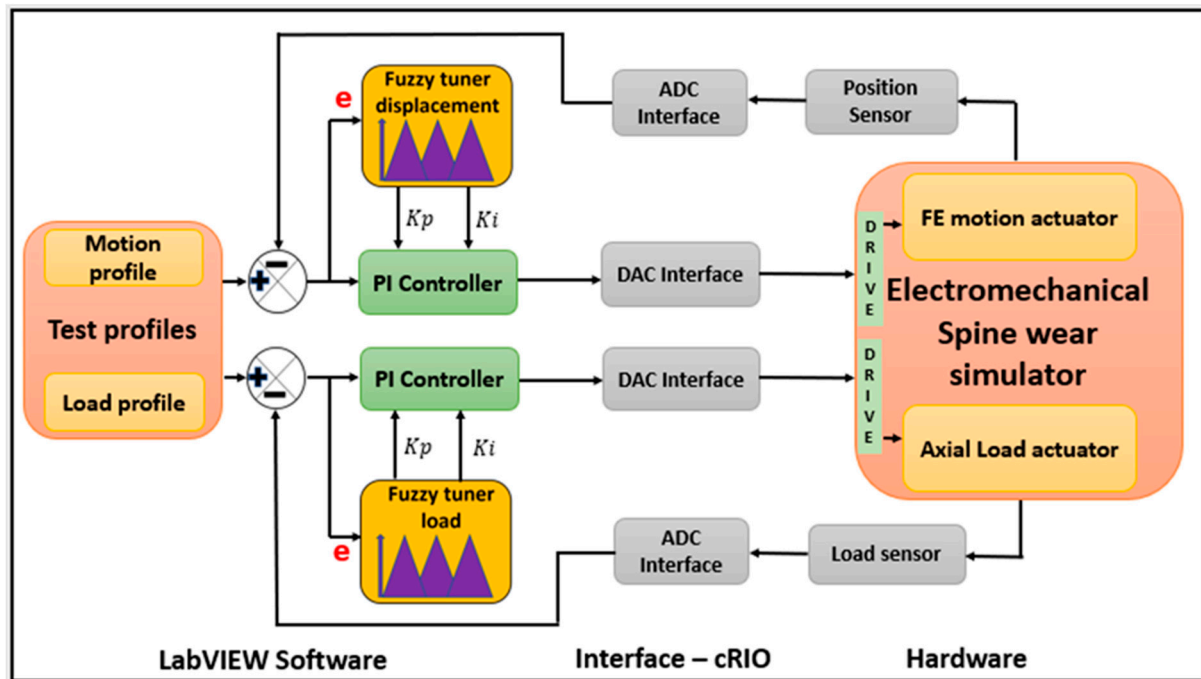 Fuzzy tuner
displacement
e
Kp
Ki
ADC
Interface
Position
Sensor
Motion
profile
Test profiles
Load profile
+
−
PI Controller
DAC Interface
DRIVE
FE motion actuator
Electromechanical
Spine wear
simulator
+
−
PI Controller
DAC Interface
DRIVE
Axial Load actuator
Kp
Ki
Fuzzy tuner
load
e
ADC
Interface
Load sensor
LabVIEW Software
Interface – cRIO
Hardware